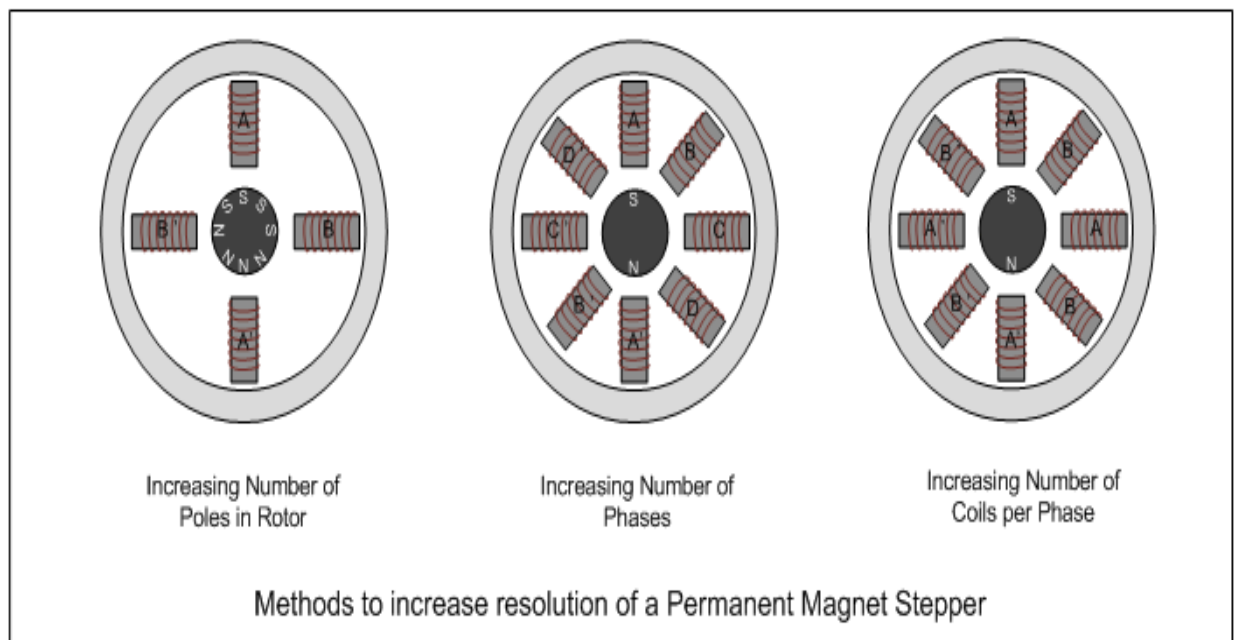 A
B'
B
A'
S
S
S
N
S
N
N
N
A
D'
B
C'
C
B'
D
A'
S
N
A
B'
B
A'
A
B'
B
A'
S
N
Increasing Number of
Poles in Rotor
Increasing Number of
Phases
Increasing Number of
Coils per Phase
Methods to increase resolution of a Permanent Magnet Stepper